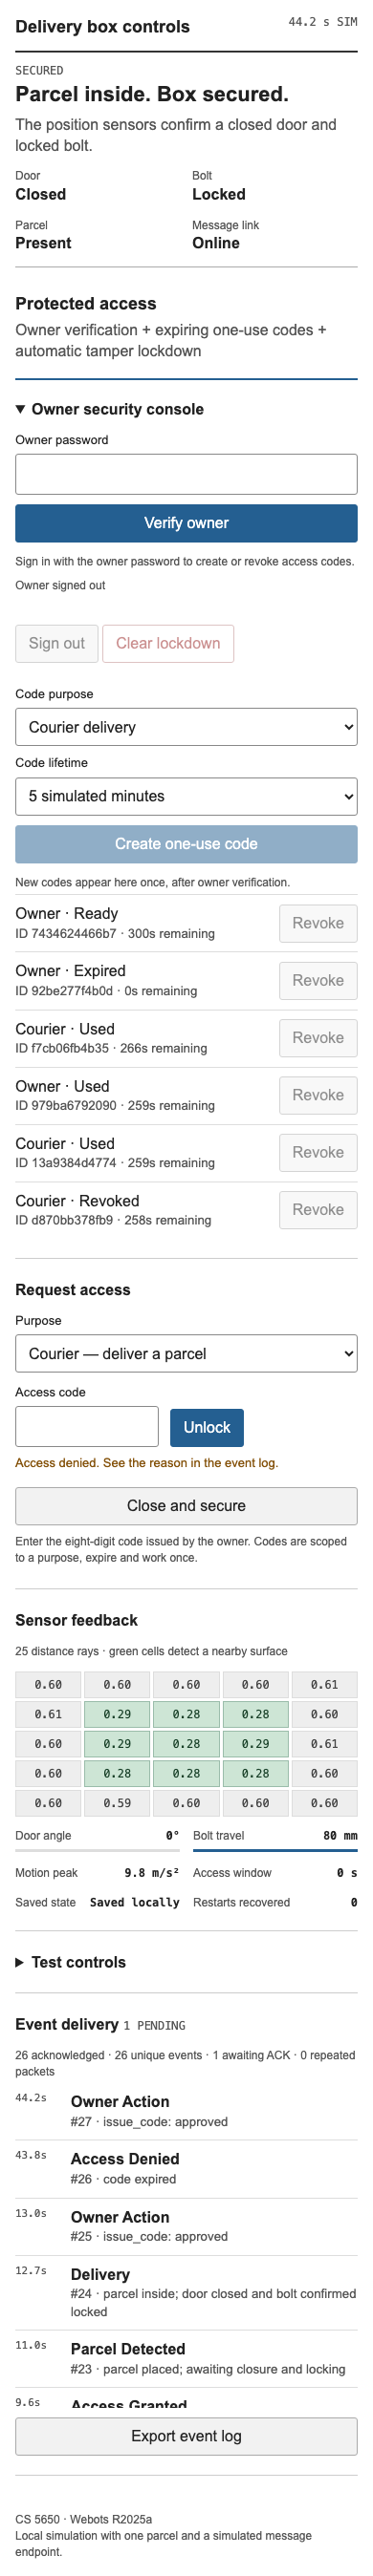 Delivery box controls
44.2 s SIM
SECURED
Parcel inside. Box secured.
The position sensors confirm a closed door and
locked bolt.
Door
Bolt
Closed
Locked
Parcel
Message link
Present
Online
Protected access
Owner verification + expiring one-use codes +
automatic tamper lockdown
▼ Owner security console
Owner password
Verify owner
Sign in with the owner password to create or revoke access codes.
Owner signed out
Sign out
Clear lockdown
Code purpose
Courier delivery
Code lifetime
5 simulated minutes
Create one-use code
New codes appear here once, after owner verification.
Owner · Ready
ID 7434624466b7 · 300s remaining
Revoke
Owner · Expired
ID 92be277f4b0d · 0s remaining
Revoke
Courier · Used
ID f7cb06fb4b35 · 266s remaining
Revoke
Owner · Used
ID 979ba6792090 · 259s remaining
Revoke
Courier · Used
ID 13a9384d4774 · 259s remaining
Revoke
Courier · Revoked
ID d870bb378fb9 · 258s remaining
Revoke
Request access
Purpose
Courier — deliver a parcel
Access code
Unlock
Access denied. See the reason in the event log.
Close and secure
Enter the eight-digit code issued by the owner. Codes are scoped
to a purpose, expire and work once.
Sensor feedback
25 distance rays · green cells detect a nearby surface
0.60 0.60 0.60 0.60 0.61
0.61 0.29 0.28 0.28 0.60
0.60 0.29 0.28 0.29 0.61
0.60 0.28 0.28 0.28 0.60
0.60 0.59 0.60 0.60 0.60
Door angle 0°
Bolt travel 80 mm
Motion peak 9.8 m/s²
Access window 0 s
Saved state Saved locally
Restarts recovered 0
▶ Test controls
Event delivery 1 PENDING
26 acknowledged · 26 unique events · 1 awaiting ACK · 0 repeated
packets
44.2s Owner Action
#27 · issue_code: approved
43.8s Access Denied
#26 · code expired
13.0s Owner Action
#25 · issue_code: approved
12.7s Delivery
#24 · parcel inside; door closed and bolt confirmed
locked
11.0s Parcel Detected
#23 · parcel placed; awaiting closure and locking
9.6s Access Granted
Export event log
CS 5650 · Webots R2025a
Local simulation with one parcel and a simulated message
endpoint.